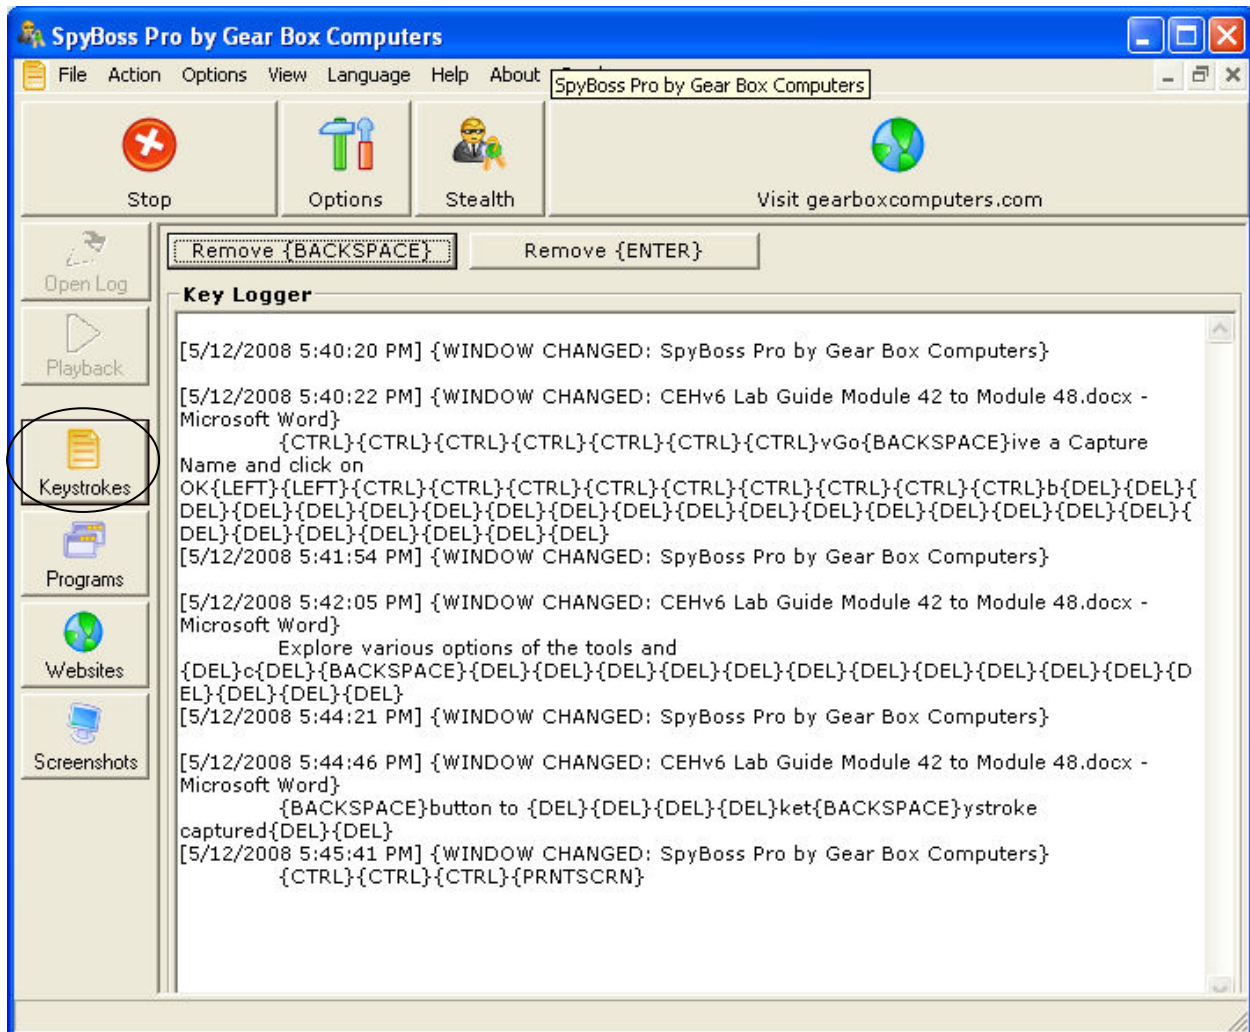 SpyBoss Pro by Gear Box Computers
File Action Options View Language Help About
SpyBoss Pro by Gear Box Computers
Stop
Options
Stealth
Visit gearboxcomputers.com
Open Log
Playback
Keystrokes
Programs
Websites
Screenshots
Remove {BACKSPACE}
Remove {ENTER}
Key Logger
[5/12/2008 5:40:20 PM] {WINDOW CHANGED: SpyBoss Pro by Gear Box Computers}
[5/12/2008 5:40:22 PM] {WINDOW CHANGED: CEHv6 Lab Guide Module 42 to Module 48.docx -
Microsoft Word}
{CTRL}{CTRL}{CTRL}{CTRL}{CTRL}{CTRL}{CTRL}vGo{BACKSPACE}ive a Capture
Name and click on
OK{LEFT}{LEFT}{CTRL}{CTRL}{CTRL}{CTRL}{CTRL}{CTRL}{CTRL}{CTRL}{CTRL}b{DEL}{DEL}{
DEL}{DEL}{DEL}{DEL}{DEL}{DEL}{DEL}{DEL}{DEL}{DEL}{DEL}{DEL}{DEL}{DEL}{DEL}{DEL}{
DEL}{DEL}{DEL}{DEL}{DEL}{DEL}{DEL}
[5/12/2008 5:41:54 PM] {WINDOW CHANGED: SpyBoss Pro by Gear Box Computers}
[5/12/2008 5:42:05 PM] {WINDOW CHANGED: CEHv6 Lab Guide Module 42 to Module 48.docx -
Microsoft Word}
Explore various options of the tools and
{DEL}c{DEL}{BACKSPACE}{DEL}{DEL}{DEL}{DEL}{DEL}{DEL}{DEL}{DEL}{DEL}{DEL}{DEL}{D
EL}{DEL}{DEL}{DEL}
[5/12/2008 5:44:21 PM] {WINDOW CHANGED: SpyBoss Pro by Gear Box Computers}
[5/12/2008 5:44:46 PM] {WINDOW CHANGED: CEHv6 Lab Guide Module 42 to Module 48.docx -
Microsoft Word}
{BACKSPACE}button to {DEL}{DEL}{DEL}{DEL}ket{BACKSPACE}ystroke
captured{DEL}{DEL}
[5/12/2008 5:45:41 PM] {WINDOW CHANGED: SpyBoss Pro by Gear Box Computers}
{CTRL}{CTRL}{CTRL}{PRNTSCRN}